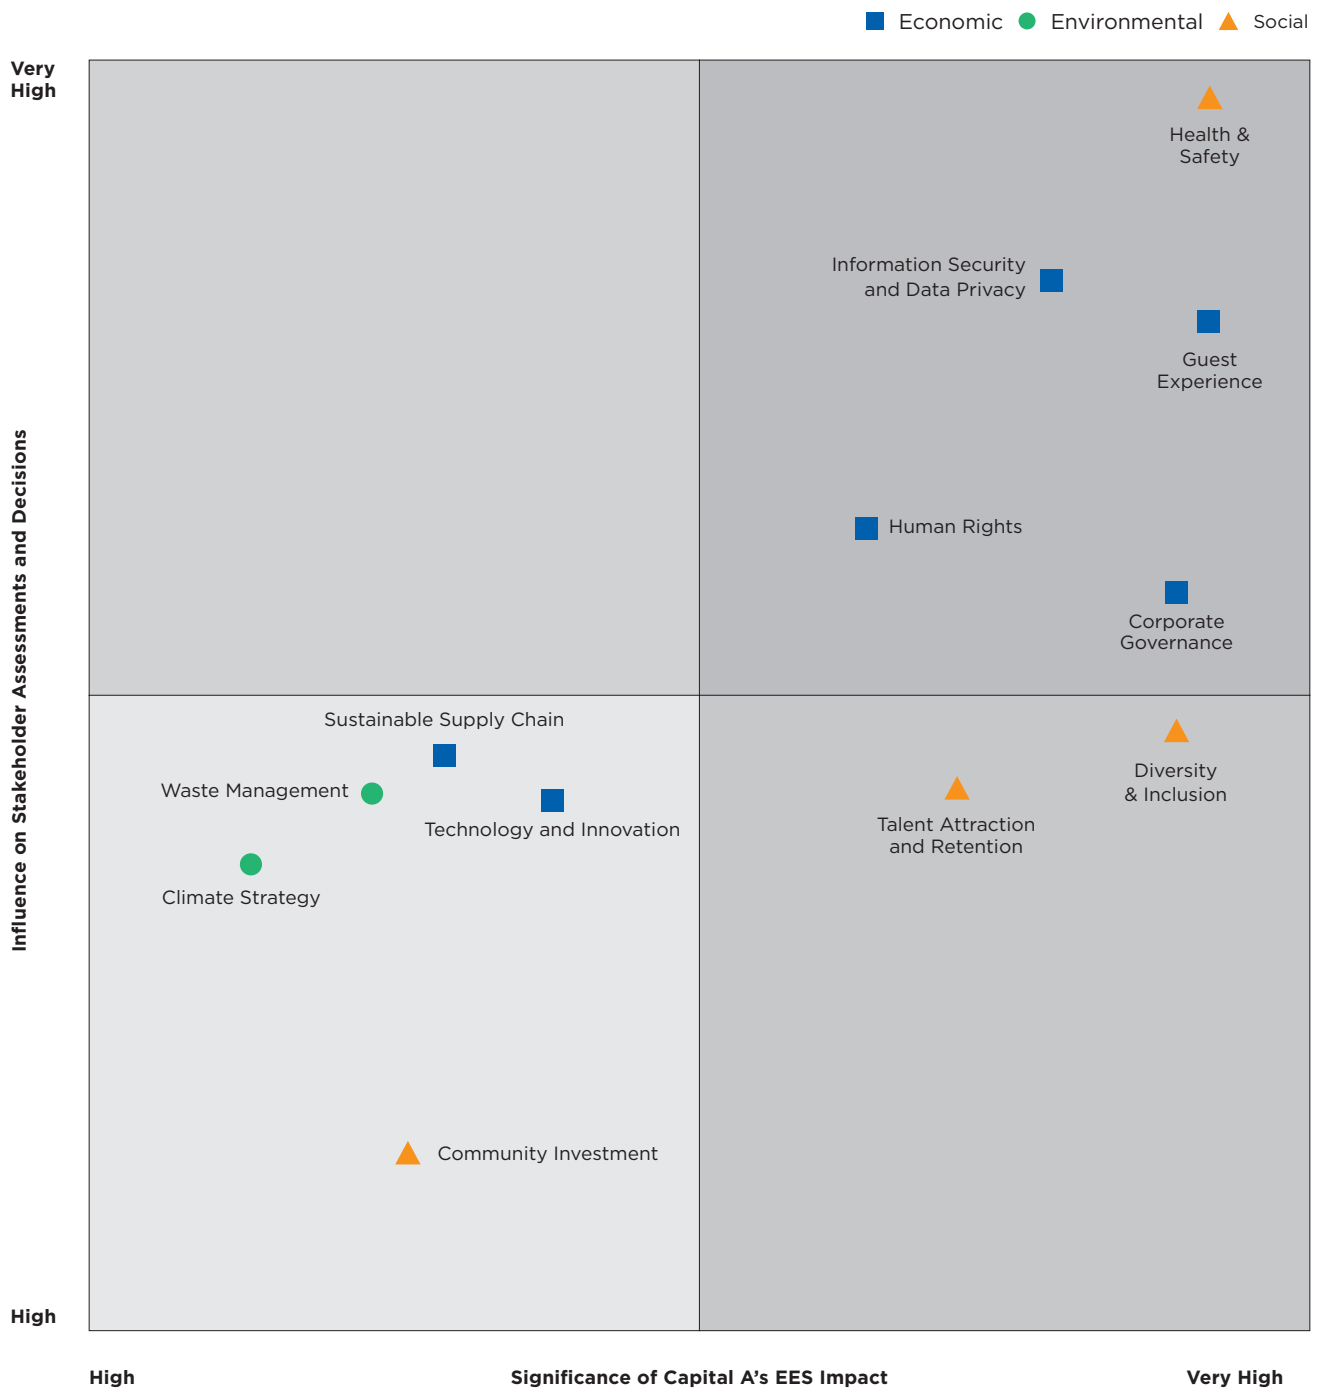 Economic Environmental Social
Very
High
Health &
Safety
Information Security
and Data Privacy
Guest
Experience
Human Rights
Corporate
Governance
Influence on Stakeholder Assessments and Decisions
Sustainable Supply Chain
Waste Management
Technology and Innovation
Climate Strategy
Diversity
& Inclusion
Talent Attraction
and Retention
Community Investment
High
High Significance of Capital A’s EES Impact Very High